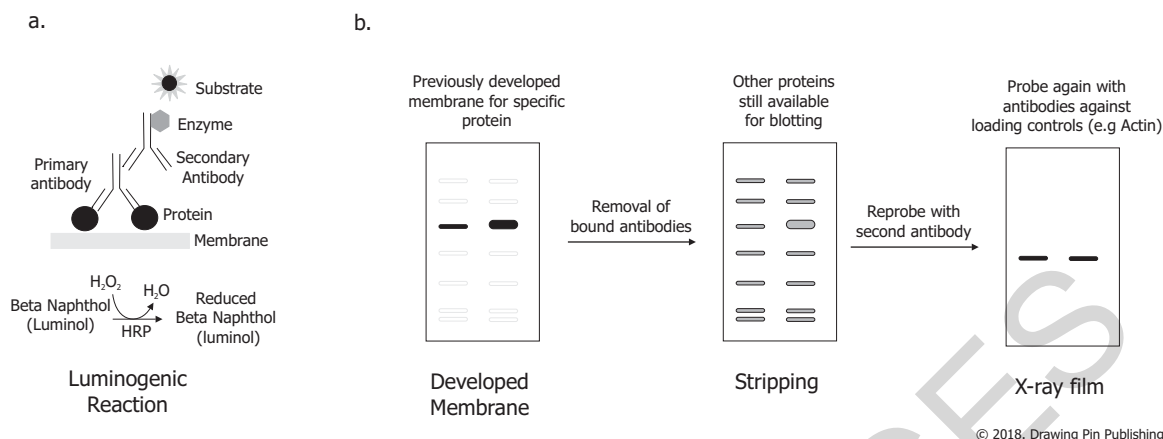 a.
Substrate
Enzyme
Secondary
Antibody
Primary
antibody
Protein
Membrane
H₂O₂
H₂O
Beta Naphthol
(Luminol)
HRP
Reduced
Beta Naphthol
(luminol)
Luminogenic
Reaction
b.
Previously developed
membrane for specific
protein
Developed
Membrane
Removal of
bound antibodies
Other proteins
still available
for blotting
Stripping
Reprobe with
second antibody
Probe again with
antibodies against
loading controls (e.g Actin)
X-ray film
© 2018, Drawing Pin Publishing